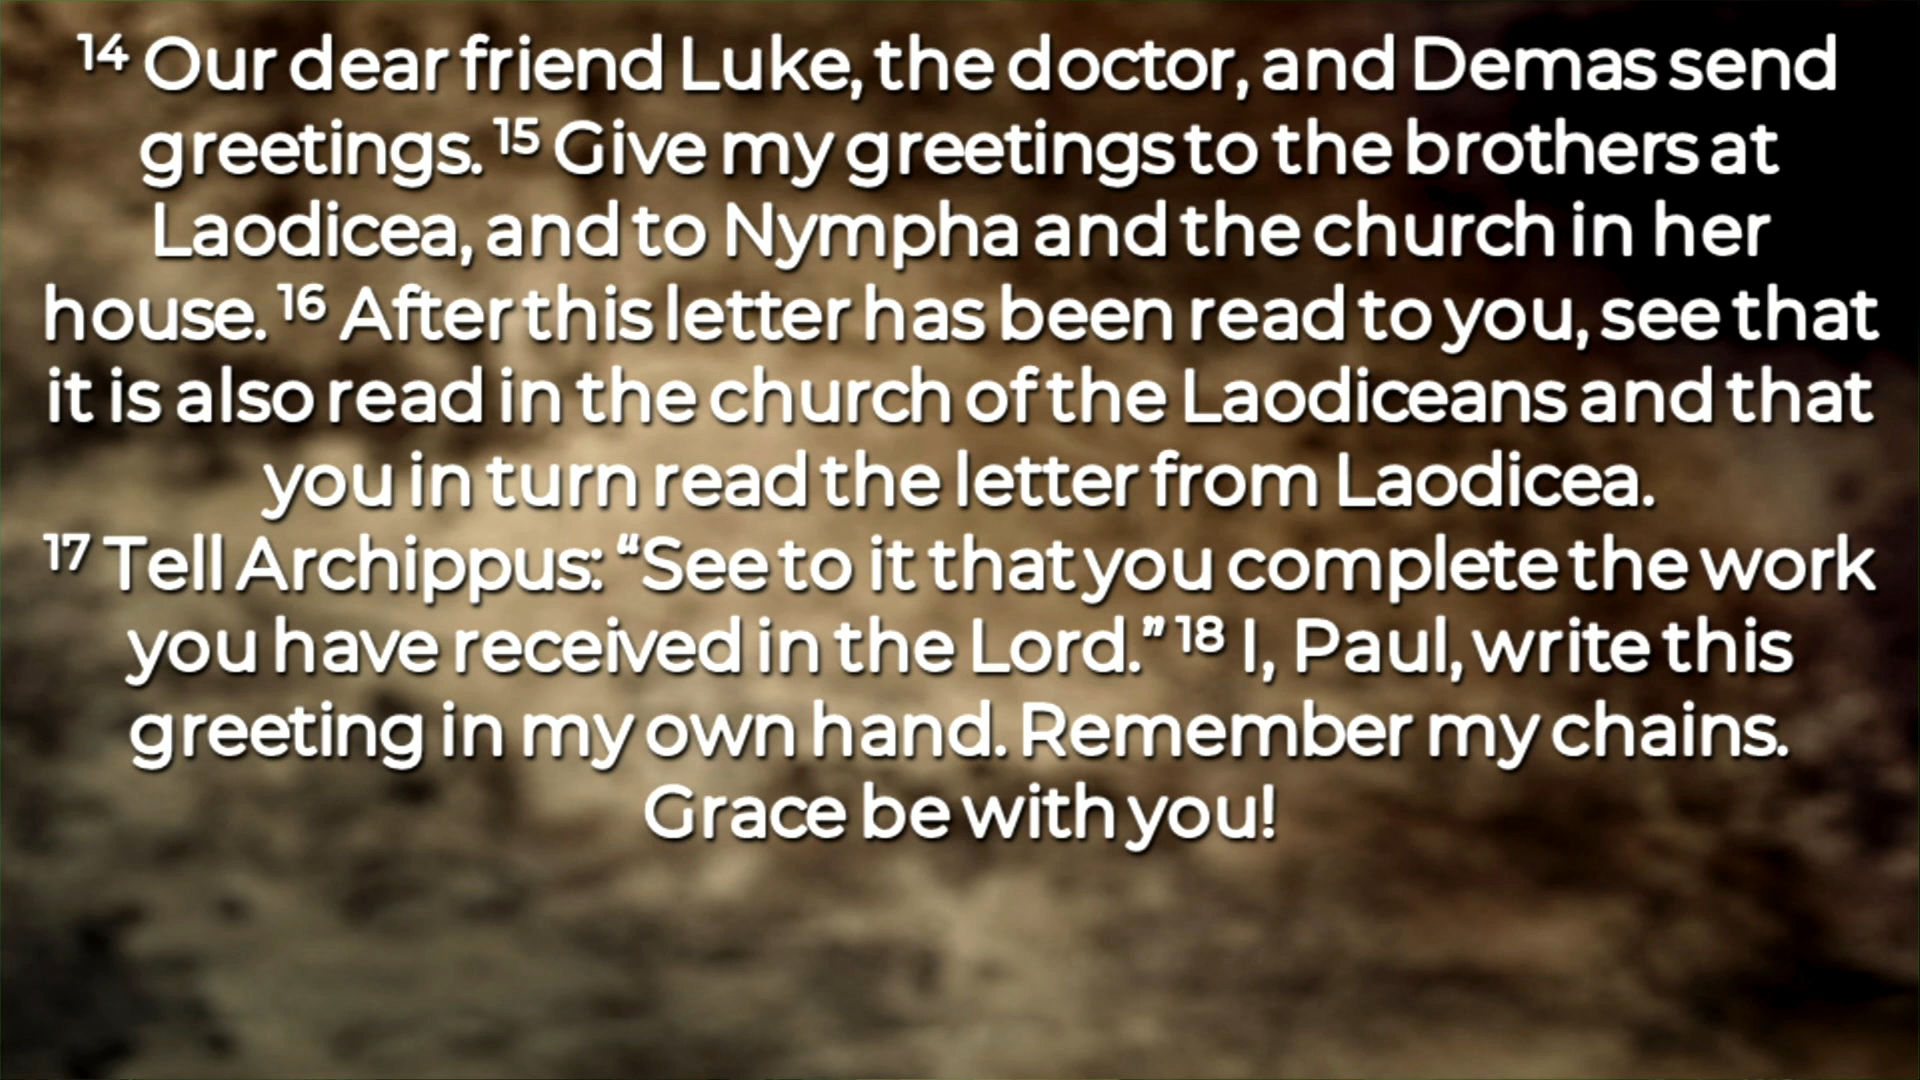 14 Our dear friend Luke, the doctor, and Demas send
greetings. 15 Give my greetings to the brothers at
Laodicea, and to Nympha and the church in her
house. 16 After this letter has been read to you, see that
it is also read in the church of the Laodiceans and that
you in turn read the letter from Laodicea.
17 Tell Archippus: “See to it that you complete the work
you have received in the Lord.” 18 I, Paul, write this
greeting in my own hand. Remember my chains.
Grace be with you!